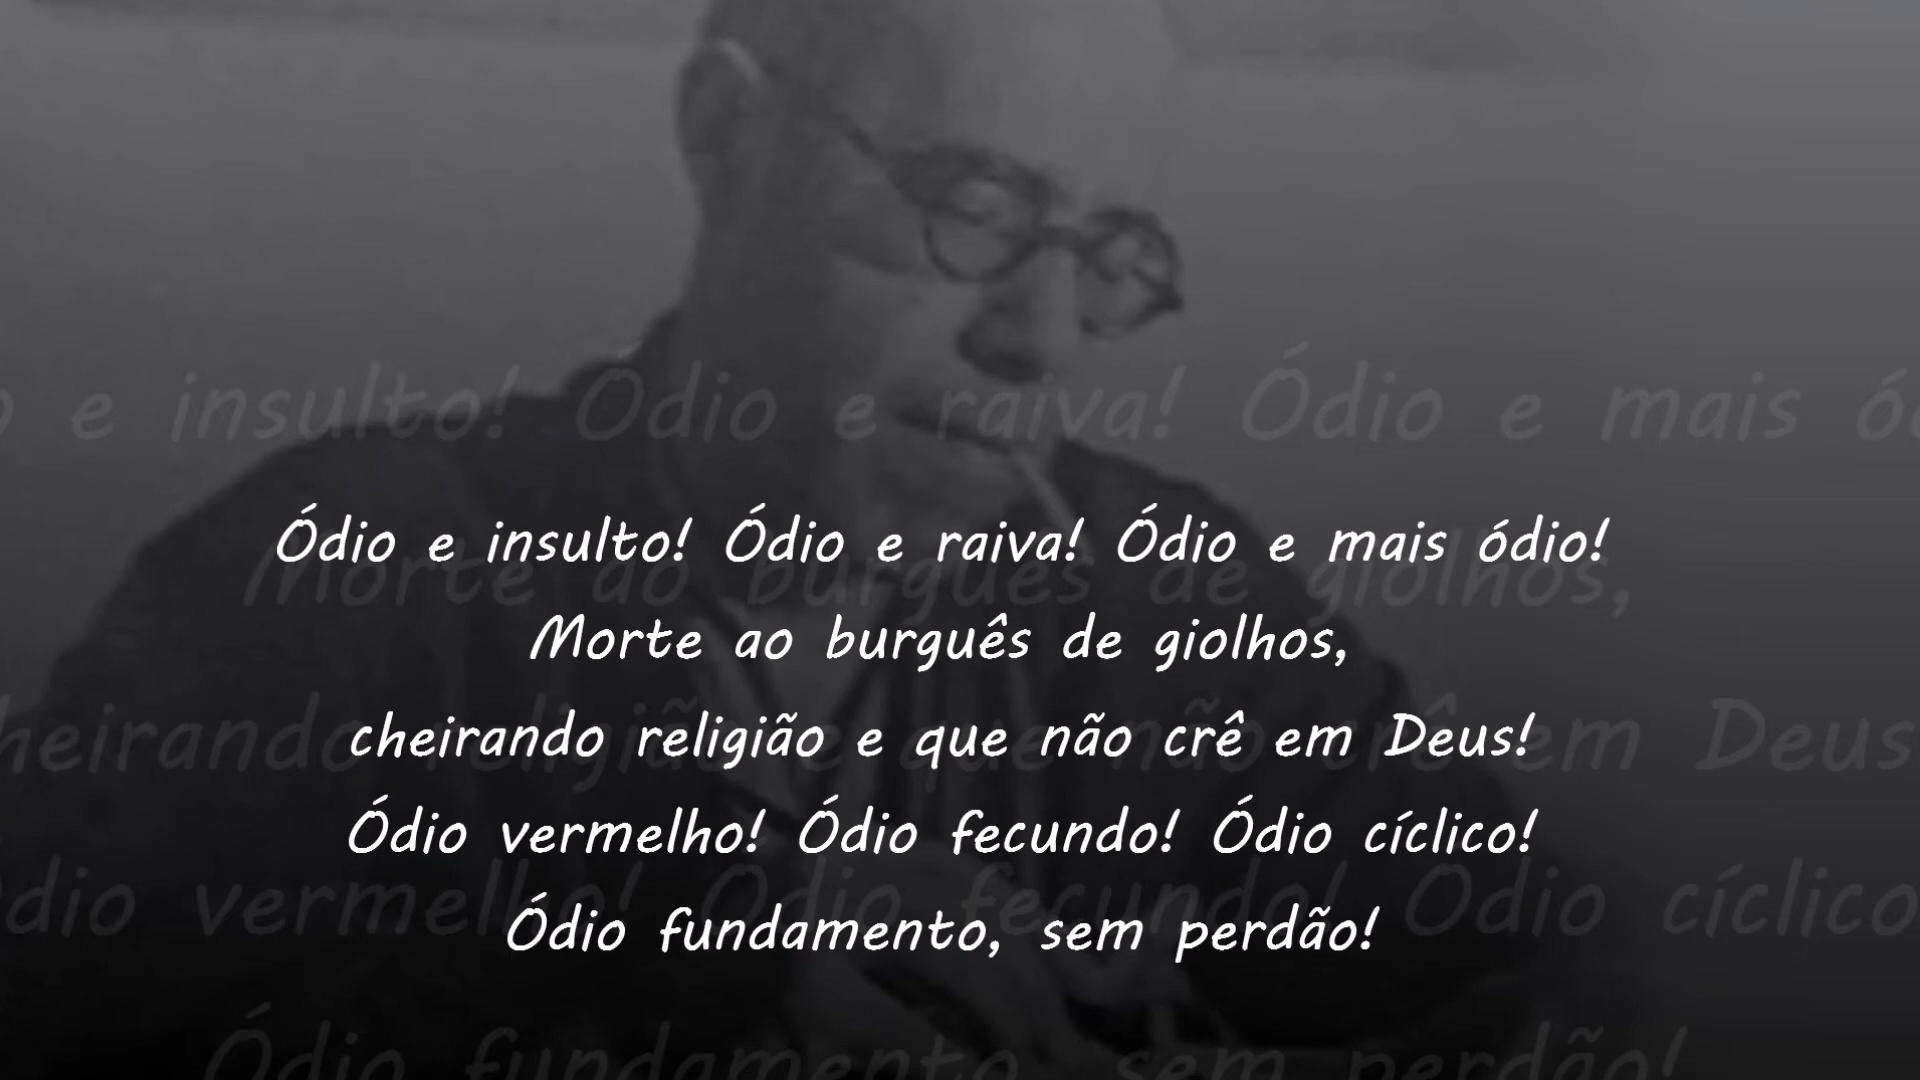 Ódio e insulto! Ódio e raiva! Ódio e mais ódio!
Morte ao burguês de giolhos,
cheirando religião e que não crê em Deus!
Ódio vermelho! Ódio fecundo! Ódio cíclico!
Ódio fundamento, sem perdão!